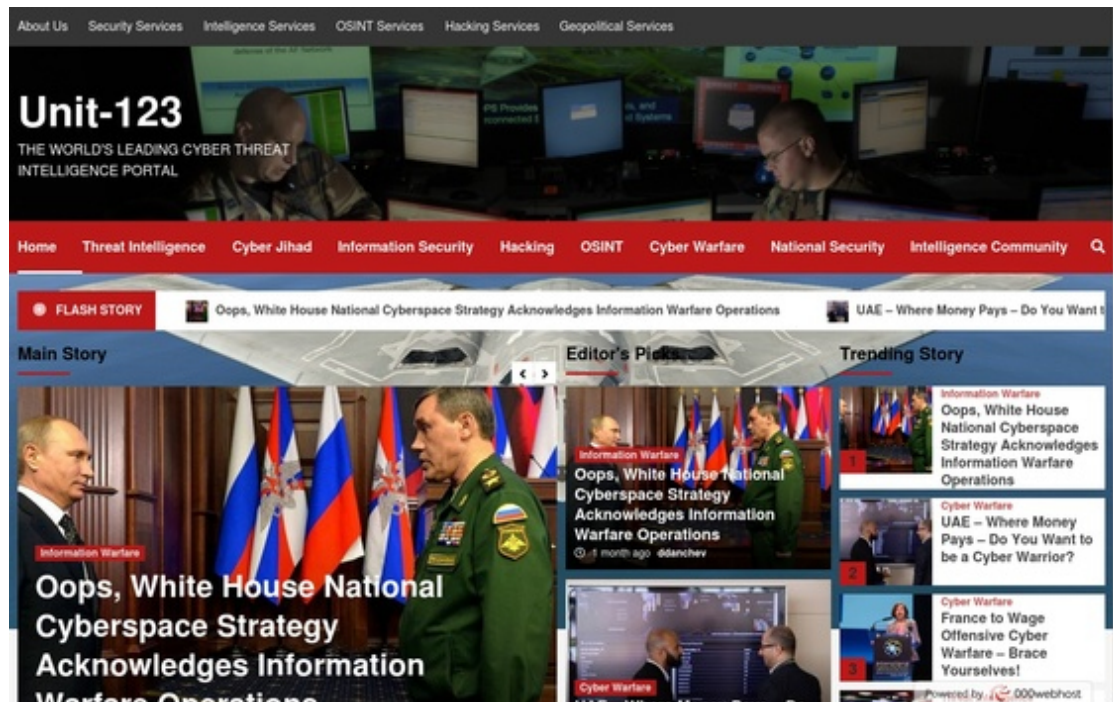 About Us Security Services Intelligence Services OSINT Services Hacking Services Geopolitical Services
Unit-123
THE WORLD'S LEADING CYBER THREAT
INTELLIGENCE PORTAL
Home Threat Intelligence Cyber Jihad Information Security Hacking OSINT Cyber Warfare National Security Intelligence Community
FLASH STORY Oops, White House National Cyberspace Strategy Acknowledges Information Warfare Operations UAE – Where Money Pays – Do You Want t
Main Story
Information Warfare
Oops, White House National
Cyberspace Strategy
Acknowledges Information
Warfare Operations
Editor's Picks
Information Warfare
Oops, White House National
Cyberspace Strategy
Acknowledges Information
Warfare Operations
1 month ago ddanchev
Cyber Warfare
Trending Story
Information Warfare
Oops, White House
National Cyberspace
Strategy Acknowledges
Information Warfare
Operations
1
Cyber Warfare
UAE – Where Money
Pays – Do You Want to
be a Cyber Warrior?
2
Cyber Warfare
France to Wage
Offensive Cyber
Warfare – Brace
Yourselves!
3
Powered by 000webhost